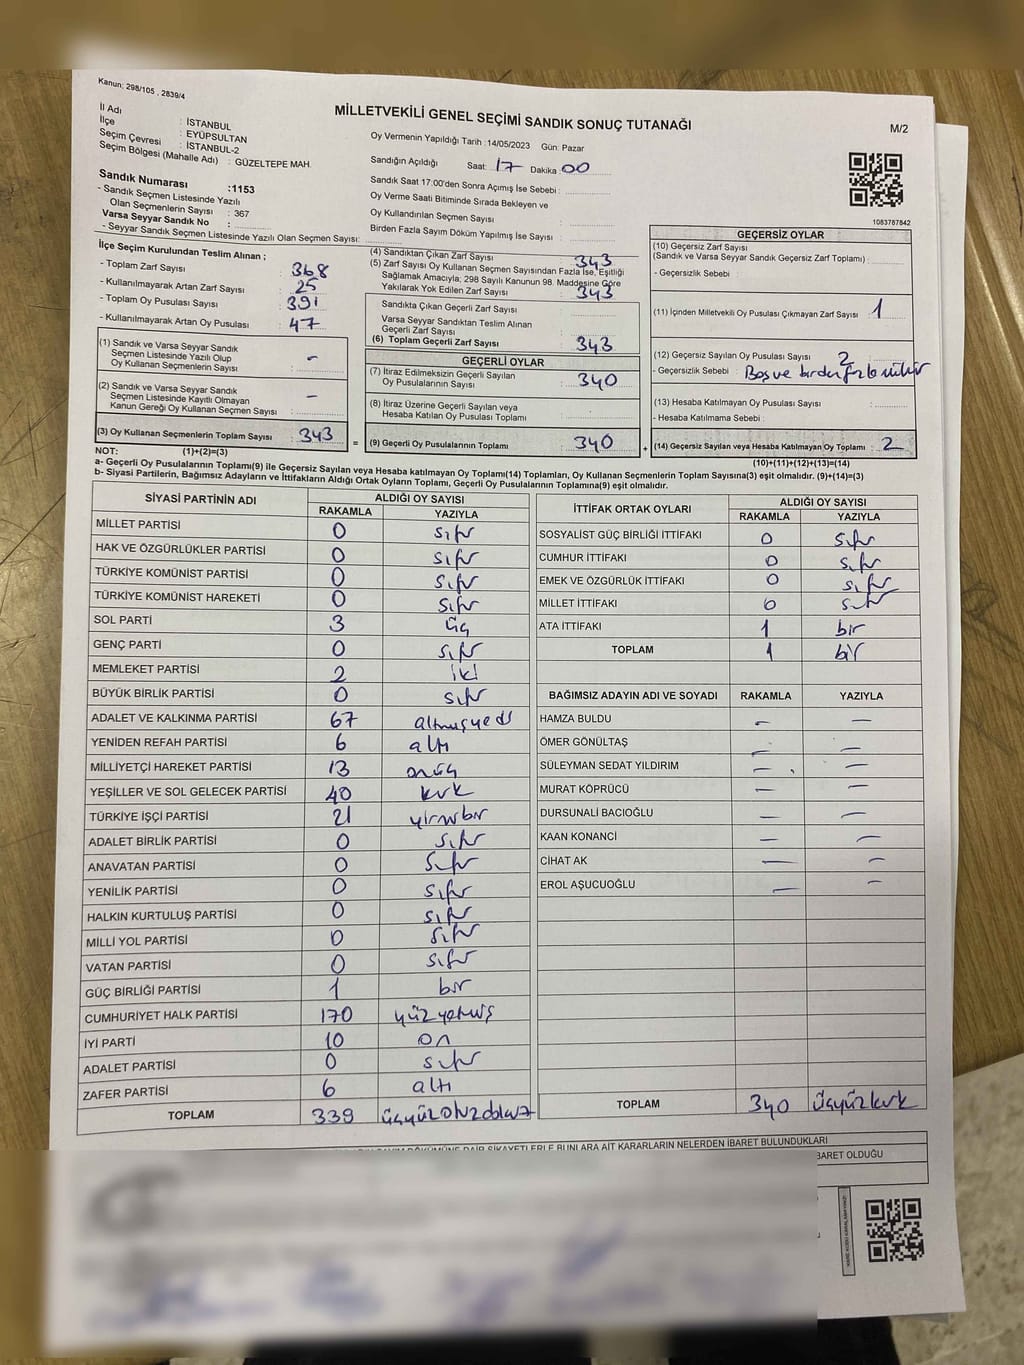 Kanun; 298/105 , 2839/4
MİLLETVEKİLİ GENEL SEÇİMİ SANDIK SONUÇ TUTANAĞI
M/2
İl Adı : İSTANBUL
İlçe : EYÜPSULTAN
Seçim Çevresi : İSTANBUL-2
Seçim Bölgesi (Mahalle Adı) : GÜZELTEPE MAH.
Sandık Numarası :1153
- Sandık Seçmen Listesinde Yazılı
Olan Seçmenlerin Sayısı : 367
Varsa Seyyar Sandık No :
- Seyyar Sandık Seçmen Listesinde Yazılı Olan Seçmen Sayısı:
Oy Vermenin Yapıldığı Tarih :14/05/2023 Gün: Pazar
Sandığın Açıldığı Saat: 17 Dakika :00
Sandık Saat 17:00'den Sonra Açımış İse Sebebi :
Oy Verme Saati Bitiminde Sırada Bekleyen ve
Oy Kullandırılan Seçmen Sayısı :
Birden Fazla Sayım Döküm Yapılmış İse Sayısı :
1083787842
İlçe Seçim Kurulundan Teslim Alınan ;
- Toplam Zarf Sayısı : 368
- Kullanılmayarak Artan Zarf Sayısı : 25
- Toplam Oy Pusulası Sayısı : 391
- Kullanılmayarak Artan Oy Pusulası : 47
(1) Sandık ve Varsa Seyyar Sandık
Seçmen Listesinde Yazılı Olup
Oy Kullanan Seçmenlerin Sayısı : -
(2) Sandık ve Varsa Seyyar Sandık
Seçmen Listesinde Kayıtlı Olmayan
Kanun Gereği Oy Kullanan Seçmen Sayısı : -
(3) Oy Kullanan Seçmenlerin Toplam Sayısı : 343
(4) Sandıktan Çıkan Zarf Sayısı : 343
(5) Zarf Sayısı Oy Kullanan Seçmen Sayısından Fazla İse, Eşitliği
Sağlamak Amacıyla; 298 Sayılı Kanunun 98. Maddesine Göre
Yakılarak Yok Edilen Zarf Sayısı : 343
Sandıkta Çıkan Geçerli Zarf Sayısı :
Varsa Seyyar Sandıktan Teslim Alınan
Geçerli Zarf Sayısı :
(6) Toplam Geçerli Zarf Sayısı : 343
GEÇERLİ OYLAR
(7) İtiraz Edilmeksizin Geçerli Sayılan
Oy Pusulalarının Sayısı : 340
(8) İtiraz Üzerine Geçerli Sayılan veya
Hesaba Katılan Oy Pusulası Toplamı :
= (9) Geçerli Oy Pusulalarının Toplamı : 340
GEÇERSİZ OYLAR
(10) Geçersiz Zarf Sayısı
(Sandık ve Varsa Seyyar Sandık Geçersiz Zarf Toplamı) :
- Geçersizlik Sebebi :
(11) İçinden Milletvekili Oy Pusulası Çıkmayan Zarf Sayısı : 1
(12) Geçersiz Sayılan Oy Pusulası Sayısı : 2
- Geçersizlik Sebebi : Boş ve birden fazla mühür
(13) Hesaba Katılmayan Oy Pusulası Sayısı :
- Hesaba Katılmama Sebebi :
+ (14) Geçersiz Sayılan veya Hesaba Katılmayan Oy Toplamı : 2
NOT: (1)+(2)=(3)
(10)+(11)+(12)+(13)=(14)
a- Geçerli Oy Pusulalarının Toplamı(9) ile Geçersiz Sayılan veya Hesaba katılmayan Oy Toplamı(14) Toplamları, Oy Kullanan Seçmenlerin Toplam Sayısına(3) eşit olmalıdır. (9)+(14)=(3)
b- Siyasi Partilerin, Bağımsız Adayların ve İttifakların Aldığı Ortak Oyların Toplamı, Geçerli Oy Pusulalarının Toplamına(9) eşit olmalıdır.
SİYASİ PARTİNİN ADI ALDIĞI OY SAYISI
RAKAMLA YAZIYLA
MİLLET PARTİSİ 0 sıfır
HAK VE ÖZGÜRLÜKLER PARTİSİ 0 sıfır
TÜRKİYE KOMÜNİST PARTİSİ 0 sıfır
TÜRKİYE KOMÜNİST HAREKETİ 0 sıfır
SOL PARTİ 3 üç
GENÇ PARTİ 0 sıfır
MEMLEKET PARTİSİ 2 iki
BÜYÜK BİRLİK PARTİSİ 0 sıfır
ADALET VE KALKINMA PARTİSİ 67 altmışyedi
YENİDEN REFAH PARTİSİ 6 altı
MİLLİYETÇİ HAREKET PARTİSİ 13 onüç
YEŞİLLER VE SOL GELECEK PARTİSİ 40 kırk
TÜRKİYE İŞÇİ PARTİSİ 21 yirmibir
ADALET BİRLİK PARTİSİ 0 sıfır
ANAVATAN PARTİSİ 0 sıfır
YENİLİK PARTİSİ 0 sıfır
HALKIN KURTULUŞ PARTİSİ 0 sıfır
MİLLİ YOL PARTİSİ 0 sıfır
VATAN PARTİSİ 0 sıfır
GÜÇ BİRLİĞİ PARTİSİ 1 bir
CUMHURİYET HALK PARTİSİ 170 yüzyetmiş
İYİ PARTİ 10 on
ADALET PARTİSİ 0 sıfır
ZAFER PARTİSİ 6 altı
TOPLAM 339 üçyüzotuzdokuz
İTTİFAK ORTAK OYLARI ALDIĞI OY SAYISI
RAKAMLA YAZIYLA
SOSYALİST GÜÇ BİRLİĞİ İTTİFAKI 0 sıfır
CUMHUR İTTİFAKI 0 sıfır
EMEK VE ÖZGÜRLÜK İTTİFAKI 0 sıfır
MİLLET İTTİFAKI 0 sıfır
ATA İTTİFAKI 1 bir
TOPLAM 1 bir
BAĞIMSIZ ADAYIN ADI VE SOYADI RAKAMLA YAZIYLA
HAMZA BULDU - -
ÖMER GÖNÜLTAŞ - -
SÜLEYMAN SEDAT YILDIRIM - -
MURAT KÖPRÜCÜ - -
DURSUNALİ BACIOĞLU - -
KAAN KONANCİ - -
CİHAT AK - -
EROL AŞUCUOĞLU - -
TOPLAM 340 üçyüzkırk
DÖKÜMÜNE DAİR ŞİKAYETLERLE BUNLARA AİT KARARLARIN NELERDEN İBARET BULUNDUKLARI
BARET OLDUĞU